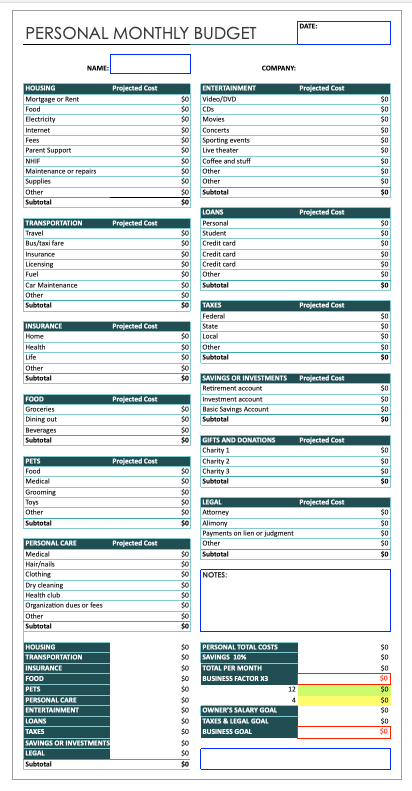 PERSONAL MONTHLY BUDGET
DATE:
NAME:
COMPANY:
HOUSING Projected Cost
Mortgage or Rent $0
Food $0
Electricity $0
Internet $0
Fees $0
Parent Support $0
NHIF $0
Maintenance or repairs $0
Supplies $0
Other $0
Subtotal $0
TRANSPORTATION Projected Cost
Travel $0
Bus/taxi fare $0
Insurance $0
Licensing $0
Fuel $0
Car Maintenance $0
Other $0
Subtotal $0
INSURANCE Projected Cost
Home $0
Health $0
Life $0
Other $0
Subtotal $0
FOOD Projected Cost
Groceries $0
Dining out $0
Beverages $0
Subtotal $0
PETS Projected Cost
Food $0
Medical $0
Grooming $0
Toys $0
Other $0
Subtotal $0
PERSONAL CARE Projected Cost
Medical $0
Hair/nails $0
Clothing $0
Dry cleaning $0
Health club $0
Organization dues or fees $0
Other $0
Subtotal $0
ENTERTAINMENT Projected Cost
Video/DVD $0
CDs $0
Movies $0
Concerts $0
Sporting events $0
Live theater $0
Coffee and stuff $0
Other $0
Other $0
Subtotal $0
LOANS Projected Cost
Personal $0
Student $0
Credit card $0
Credit card $0
Credit card $0
Other $0
Subtotal $0
TAXES Projected Cost
Federal $0
State $0
Local $0
Other $0
Subtotal $0
SAVINGS OR INVESTMENTS Projected Cost
Retirement account $0
Investment account $0
Basic Savings Account $0
Subtotal $0
GIFTS AND DONATIONS Projected Cost
Charity 1 $0
Charity 2 $0
Charity 3 $0
Subtotal $0
LEGAL Projected Cost
Attorney $0
Alimony $0
Payments on lien or judgment $0
Other $0
Subtotal $0
NOTES:
HOUSING $0
TRANSPORTATION $0
INSURANCE $0
FOOD $0
PETS $0
PERSONAL CARE $0
ENTERTAINMENT $0
LOANS $0
TAXES $0
SAVINGS OR INVESTMENTS $0
LEGAL $0
Subtotal $0
PERSONAL TOTAL COSTS $0
SAVINGS 10% $0
TOTAL PER MONTH $0
BUSINESS FACTOR X3 $0
12 $0
4 $0
OWNER'S SALARY GOAL $0
TAXES & LEGAL GOAL $0
BUSINESS GOAL $0